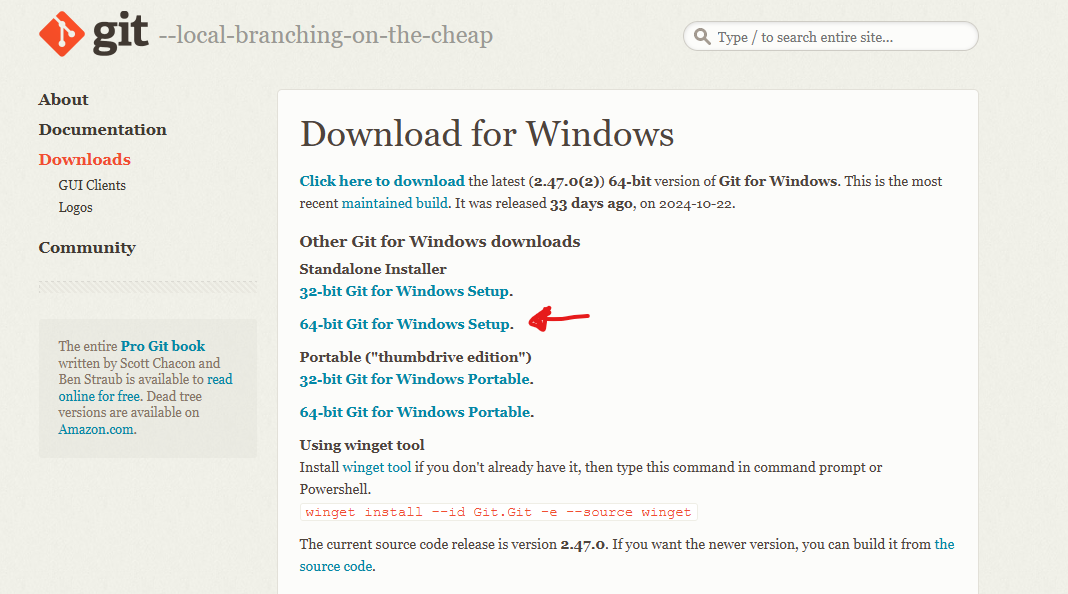 git --local-branching-on-the-cheap
Type / to search entire site...
About
Documentation
Downloads
GUI Clients
Logos
Community
The entire Pro Git book
written by Scott Chacon and
Ben Straub is available to read
online for free. Dead tree
versions are available on
Amazon.com.
Download for Windows
Click here to download the latest (2.47.0(2)) 64-bit version of Git for Windows. This is the most
recent maintained build. It was released 33 days ago, on 2024-10-22.
Other Git for Windows downloads
Standalone Installer
32-bit Git for Windows Setup.
64-bit Git for Windows Setup.
Portable ("thumbdrive edition")
32-bit Git for Windows Portable.
64-bit Git for Windows Portable.
Using winget tool
Install winget tool if you don't already have it, then type this command in command prompt or
Powershell.
winget install --id Git.Git -e --source winget
The current source code release is version 2.47.0. If you want the newer version, you can build it from the
source code.